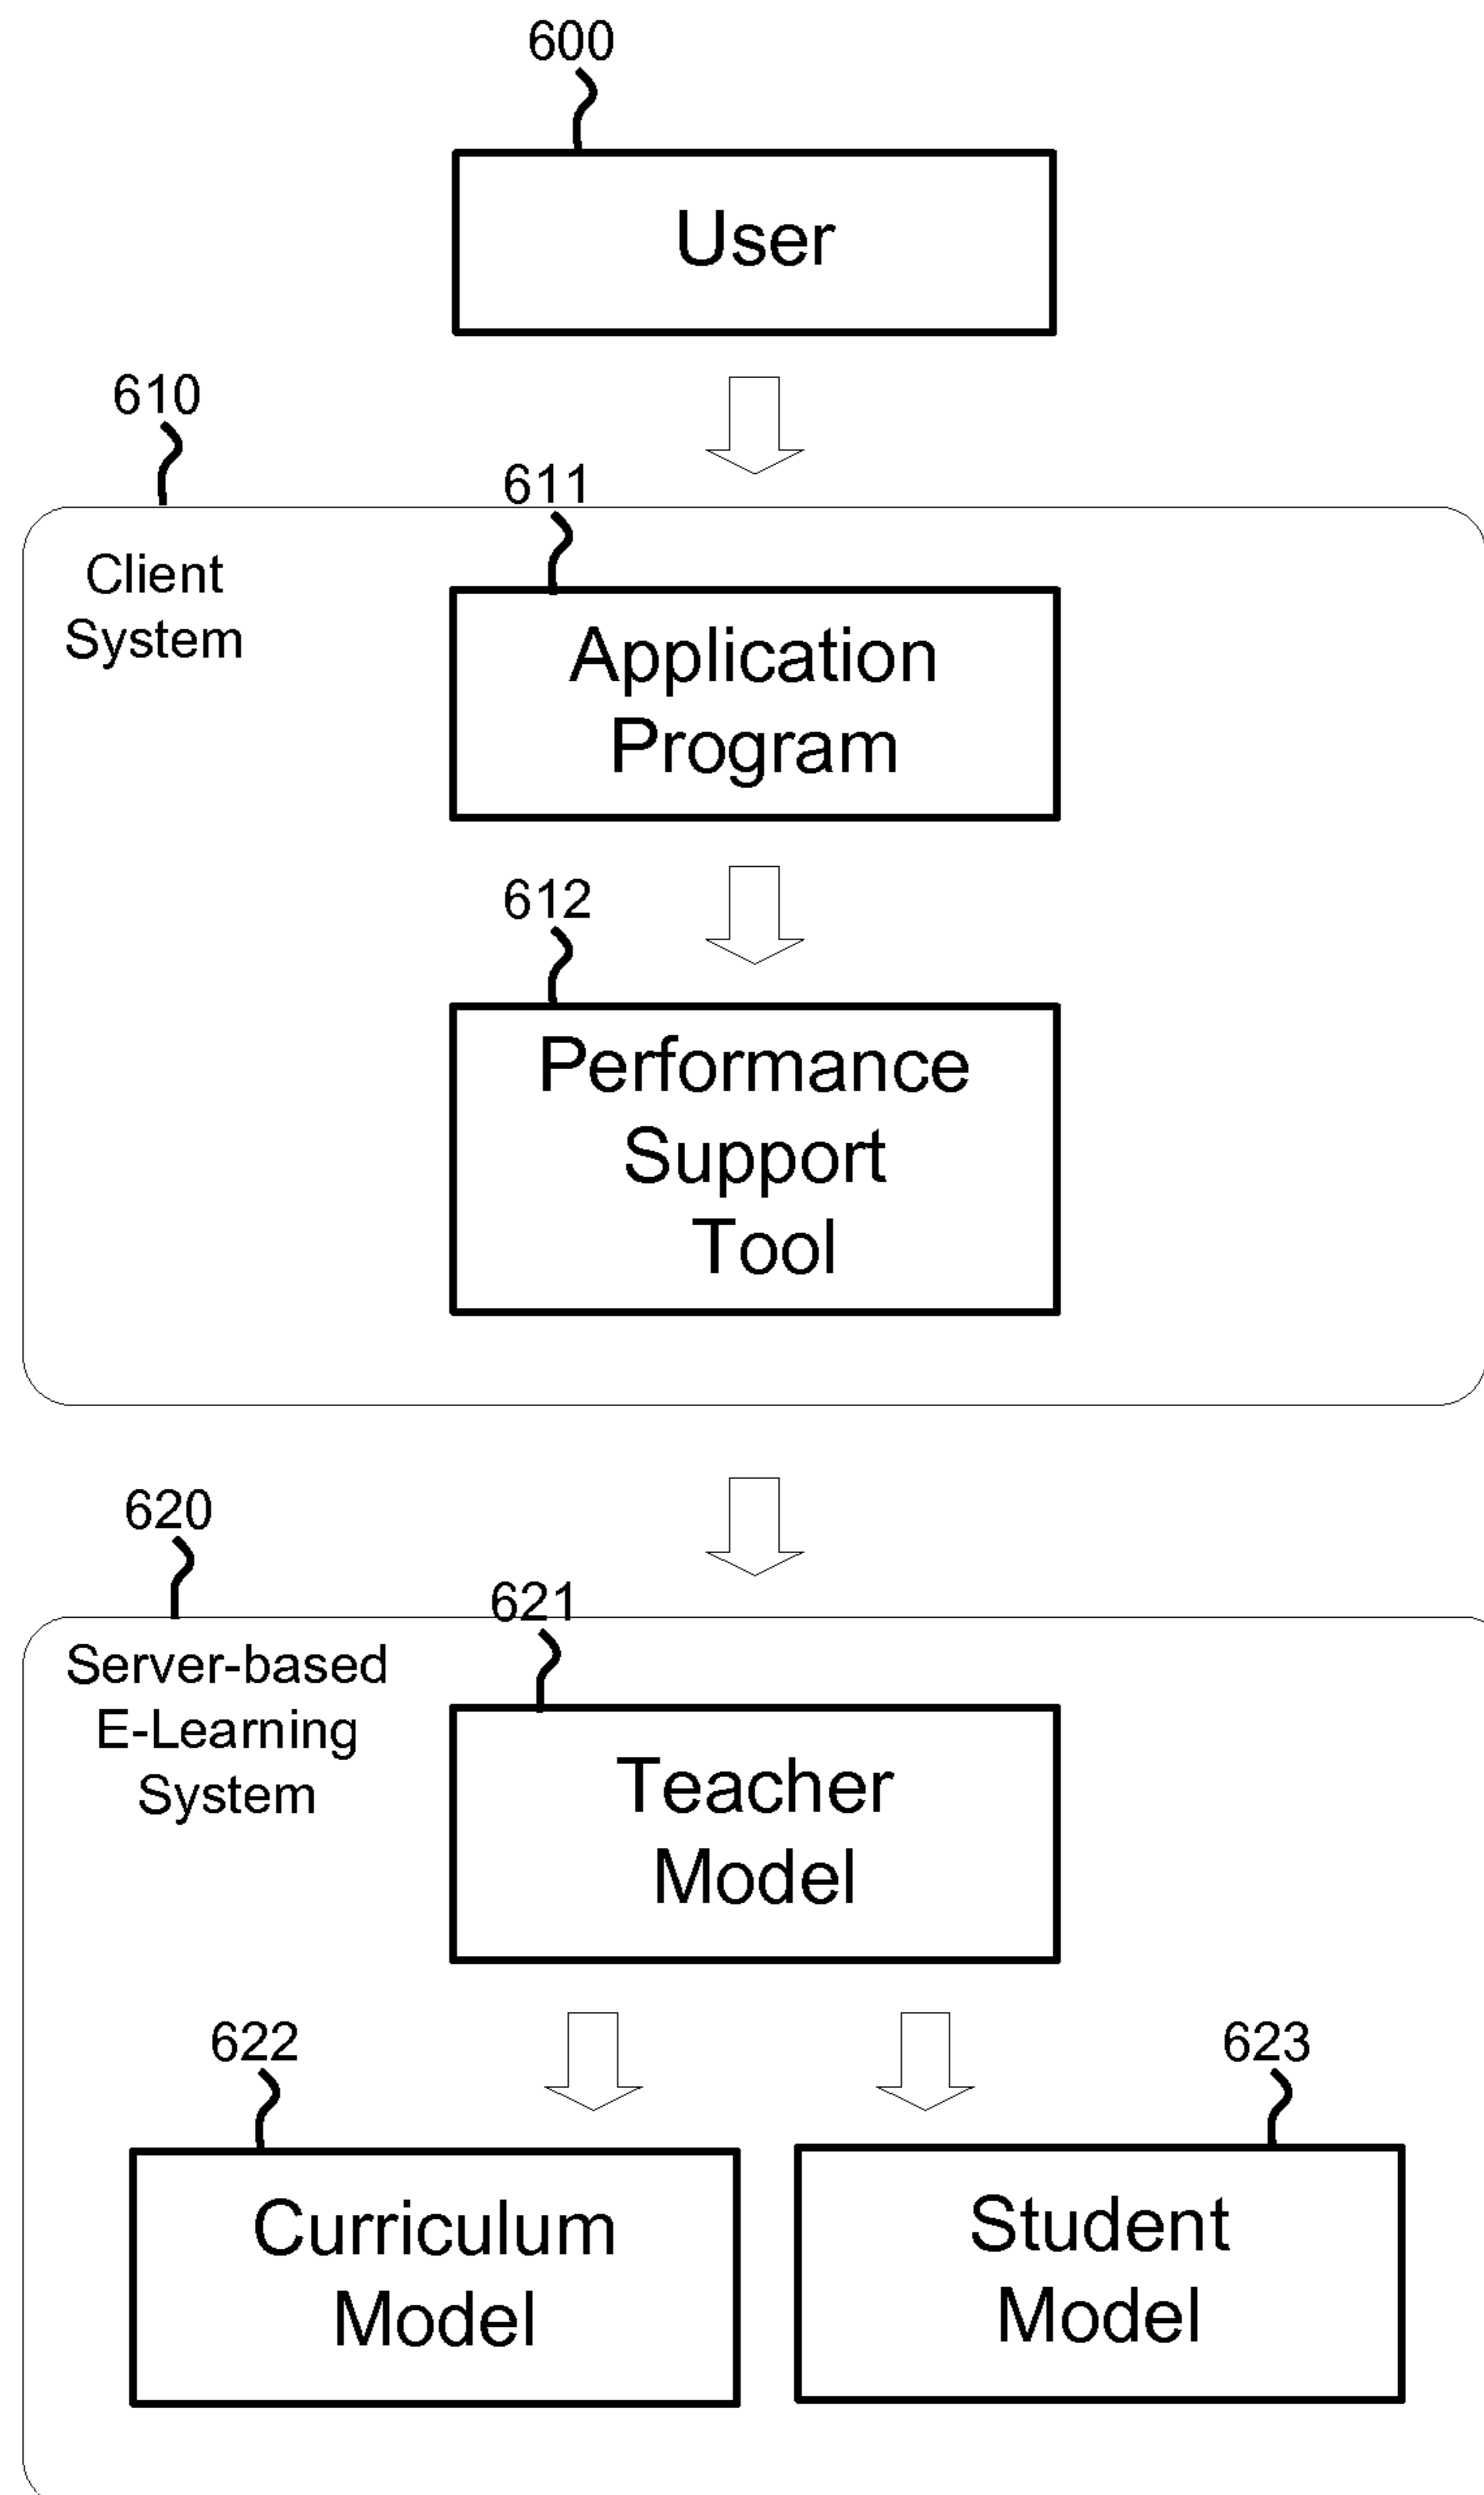 600
User
610
611
Client
System
Application
Program
612
Performance
Support
Tool
620
621
Server-based
E-Learning
System
Teacher
Model
622
623
Curriculum
Model
Student
Model